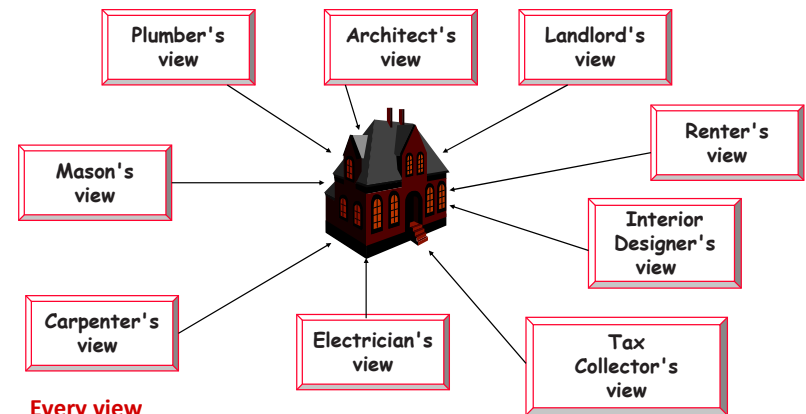 Plumber's
view
Architect's
view
Landlord's
view
Renter's
view
Mason's
view
Interior
Designer's
view
Carpenter's
view
Electrician's
view
Tax
Collector's
view
Every view